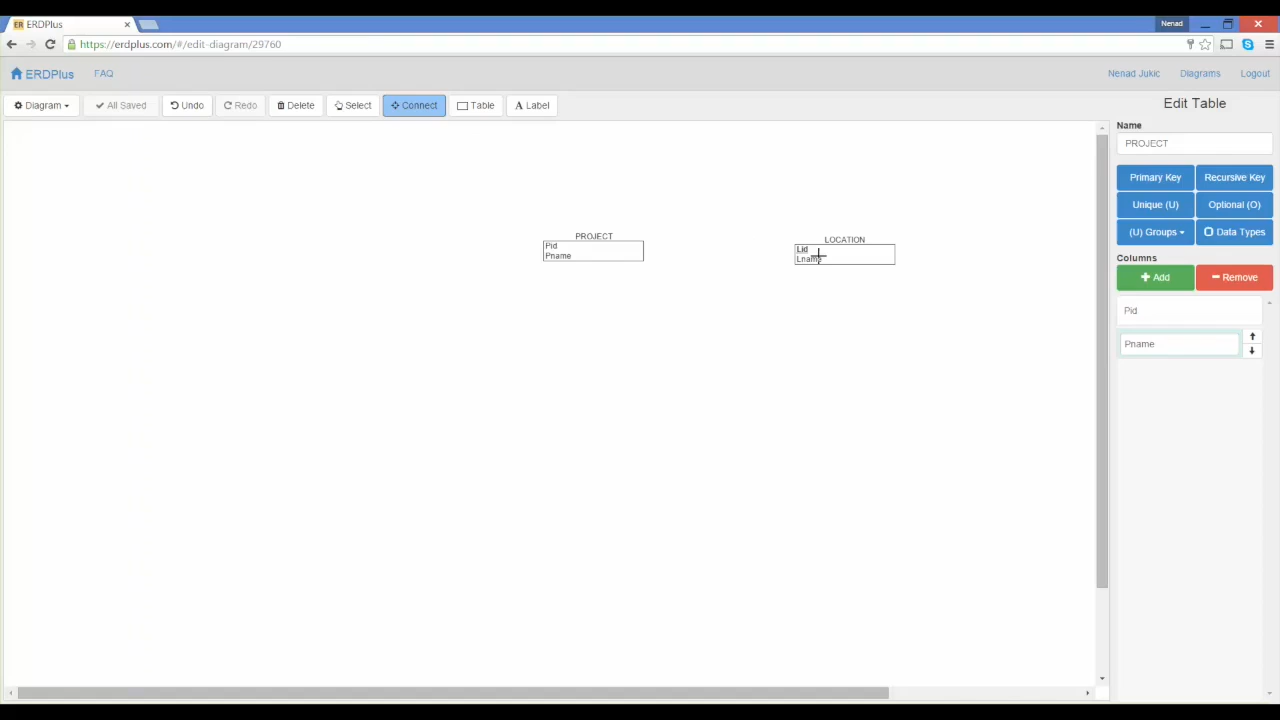 ER ERDPlus
Nenad
https://erdplus.com/#/edit-diagram/29760
ERDPlus FAQ Nenad Jukic Diagrams Logout
Diagram All Saved Undo Redo Delete Select Connect Table Label
Edit Table
Name
PROJECT
Primary Key Recursive Key
Unique (U) Optional (O)
(U) Groups Data Types
Columns
Add Remove
Pid
Pname
PROJECT
Pid
Pname
LOCATION
Lid
Lname